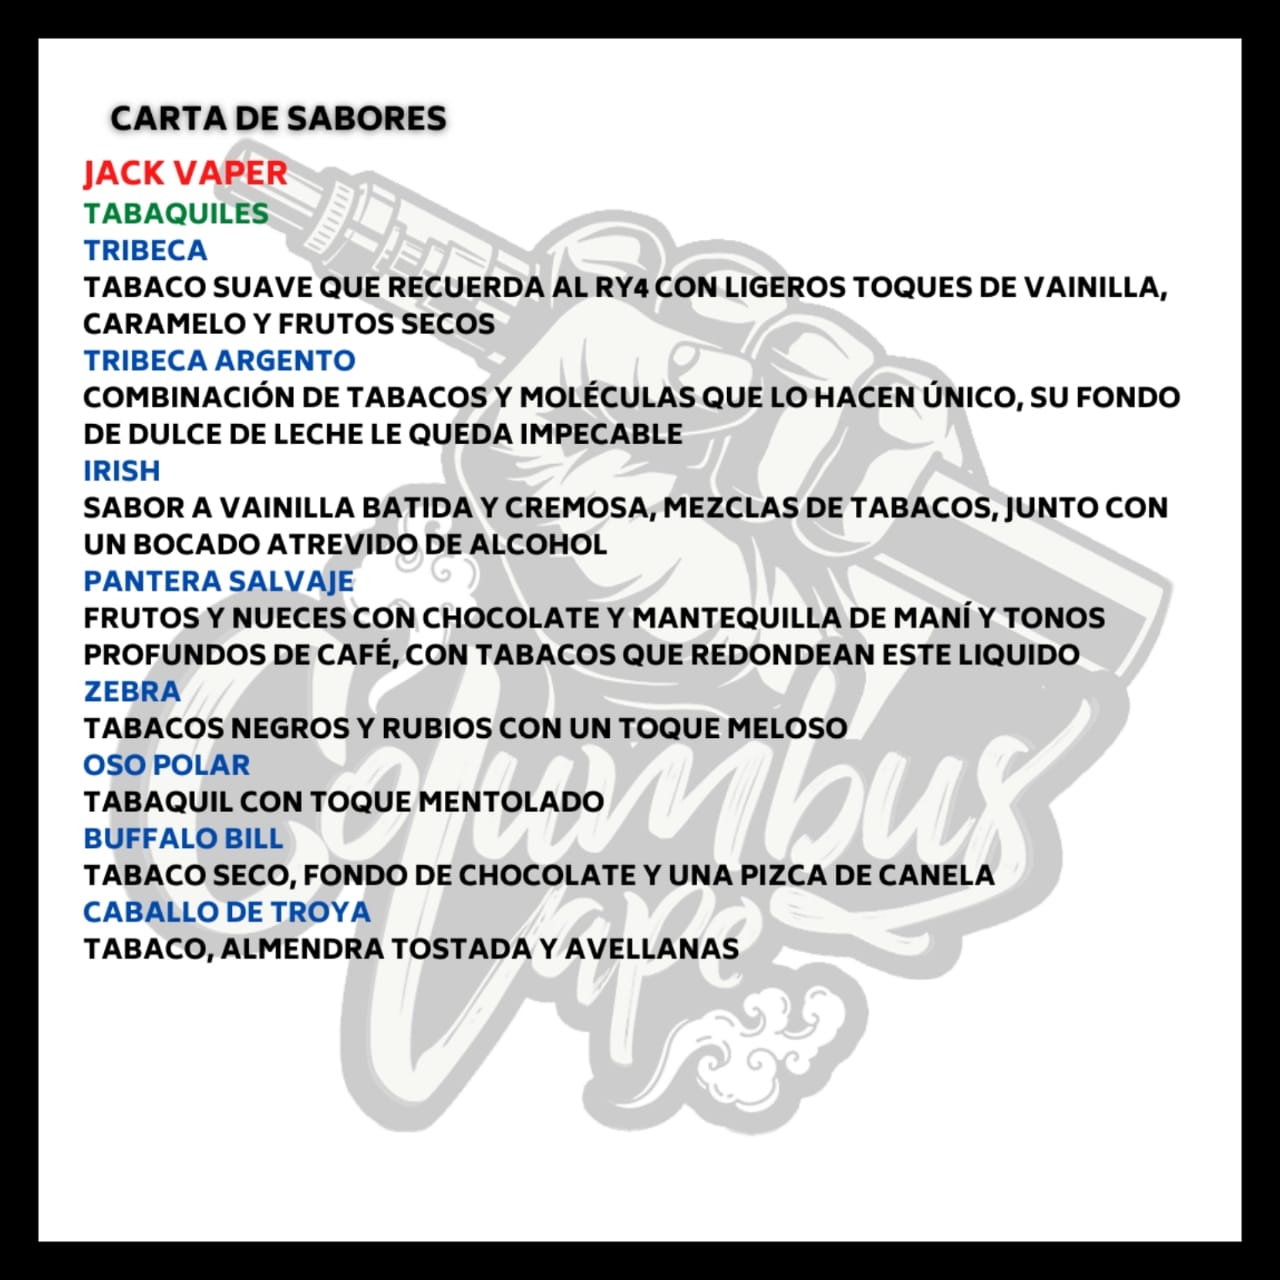 CARTA DE SABORES
JACK VAPER
TABAQUILES
TRIBECA
TABACO SUAVE QUE RECUERDA AL RY4 CON LIGEROS TOQUES DE VAINILLA,
CARAMELO Y FRUTOS SECOS
TRIBECA ARGENTO
COMBINACIÓN DE TABACOS Y MOLÉCULAS QUE LO HACEN ÚNICO, SU FONDO
DE DULCE DE LECHE LE QUEDA IMPECABLE
IRISH
SABOR A VAINILLA BATIDA Y CREMOSA, MEZCLAS DE TABACOS, JUNTO CON
UN BOCADO ATREVIDO DE ALCOHOL
PANTERA SALVAJE
FRUTOS Y NUECES CON CHOCOLATE Y MANTEQUILLA DE MANÍ Y TONOS
PROFUNDOS DE CAFÉ, CON TABACOS QUE REDONDEAN ESTE LIQUIDO
ZEBRA
TABACOS NEGROS Y RUBIOS CON UN TOQUE MELOSO
OSO POLAR
TABAQUIL CON TOQUE MENTOLADO
BUFFALO BILL
TABACO SECO, FONDO DE CHOCOLATE Y UNA PIZCA DE CANELA
CABALLO DE TROYA
TABACO, ALMENDRA TOSTADA Y AVELLANAS
Columbus
Vape